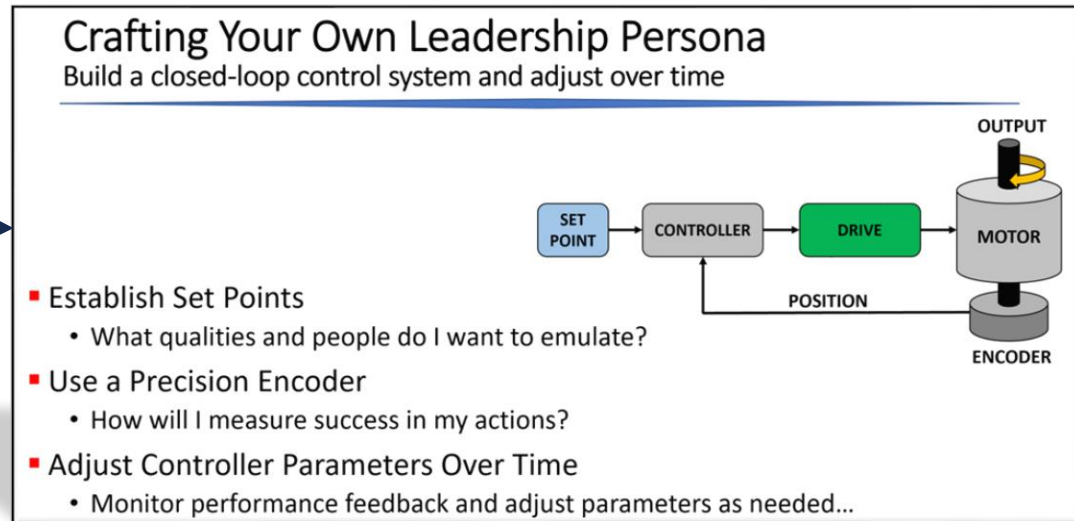 Crafting Your Own Leadership Persona
Build a closed-loop control system and adjust over time
OUTPUT
SET
POINT
CONTROLLER
DRIVE
MOTOR
POSITION
ENCODER
▪ Establish Set Points
• What qualities and people do I want to emulate?
▪ Use a Precision Encoder
• How will I measure success in my actions?
▪ Adjust Controller Parameters Over Time
• Monitor performance feedback and adjust parameters as needed...